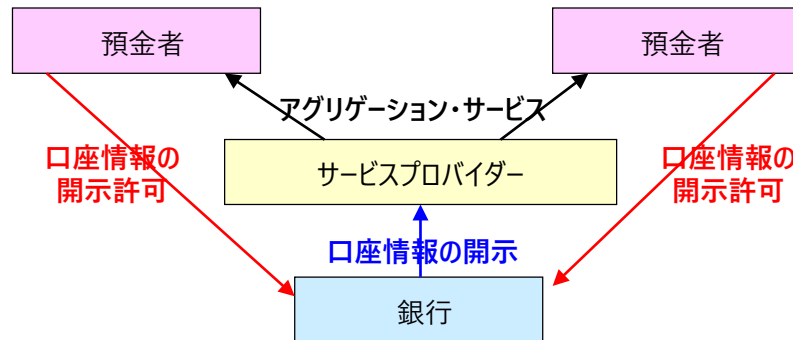 預金者
預金者
アグリゲーション・サービス
口座情報の
開示許可
サービスプロバイダー
口座情報の
開示許可
口座情報の開示
銀行